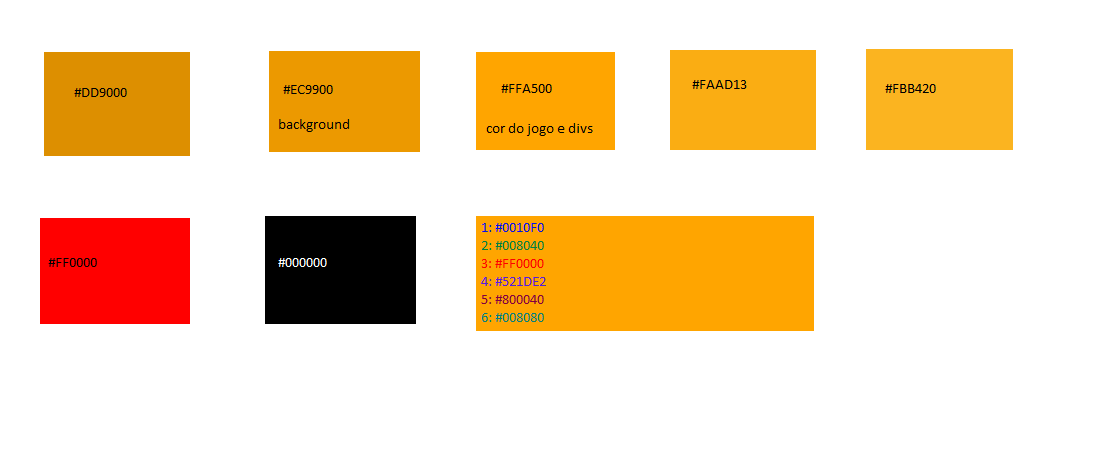 #DD9000
#EC9900
background
#FFA500
cor do jogo e divs
#FAAD13
#FBB420
#FF0000
#000000
1: #0010F0
2: #008040
3: #FF0000
4: #521DE2
5: #800040
6: #008080